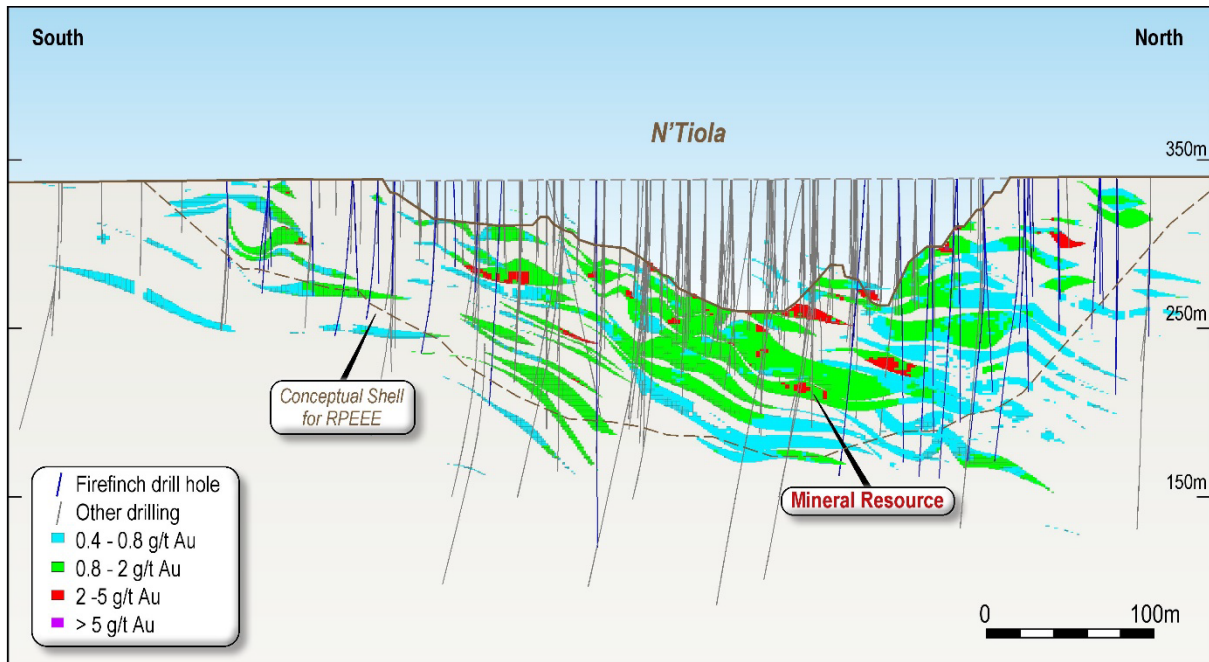 South
North
N'Tiola
350m
250m
150m
Conceptual Shell
for RPEEE
Mineral Resource
Firefinch drill hole
Other drilling
0.4 - 0.8 g/t Au
0.8 - 2 g/t Au
2 -5 g/t Au
> 5 g/t Au
0 100m